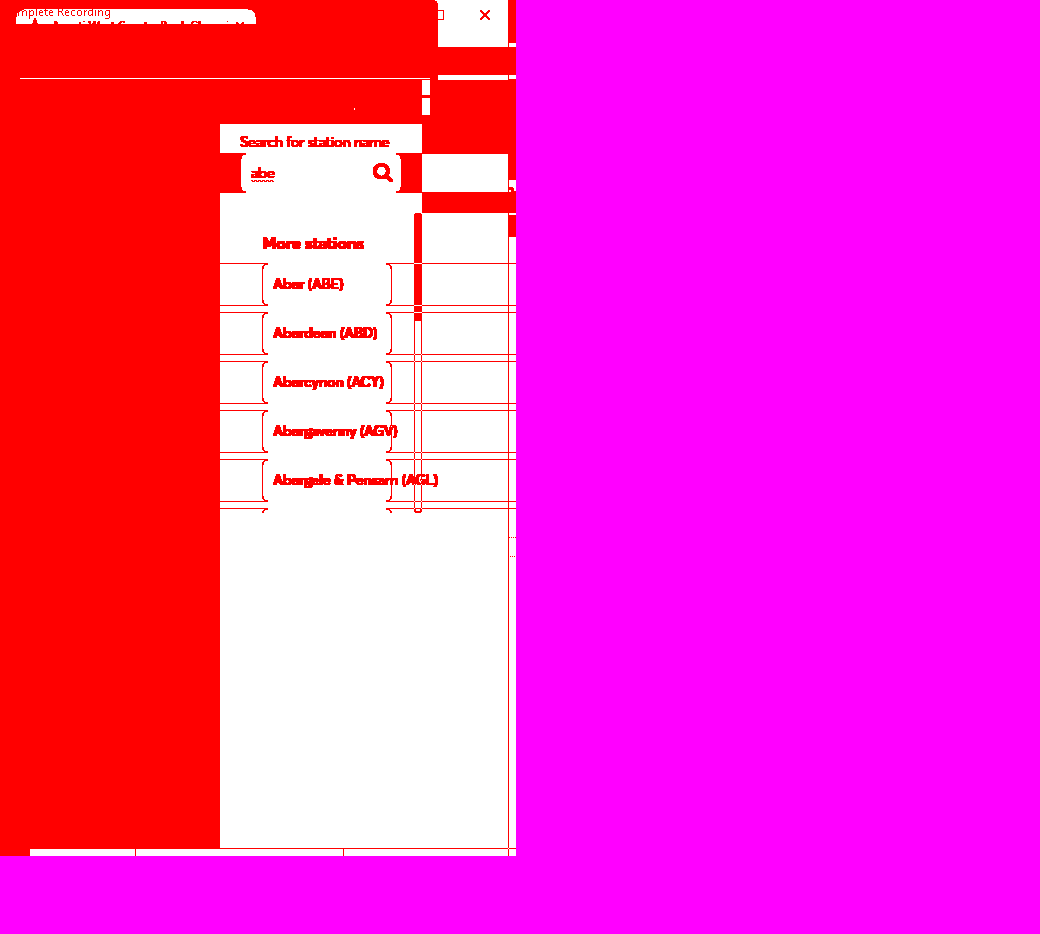 mplete Recording
Search for station name
abe
More stations
Aber (ABE)
Aberdeen (ABD)
Abercynon (ACY)
Abergavenny (AGV)
Abergele & Pensarn (AGL)